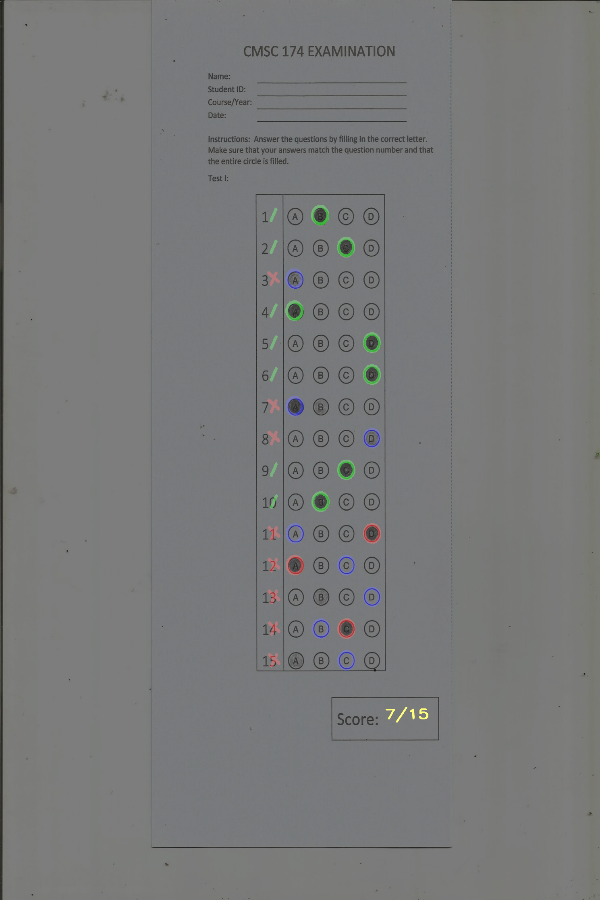 CMSC 174 EXAMINATION
Name:
Student ID:
Course/Year:
Date:
Instructions: Answer the questions by filling in the correct letter.
Make sure that your answers match the question number and that
the entire circle is filled.
Test I:
1 A B C D
2 A B C D
3 A B C D
4 A B C D
5 A B C D
6 A B C D
7 A B C D
8 A B C D
9 A B C D
10 A B C D
11 A B C D
12 A B C D
13 A B C D
14 A B C D
15 A B C D
Score: 7/15